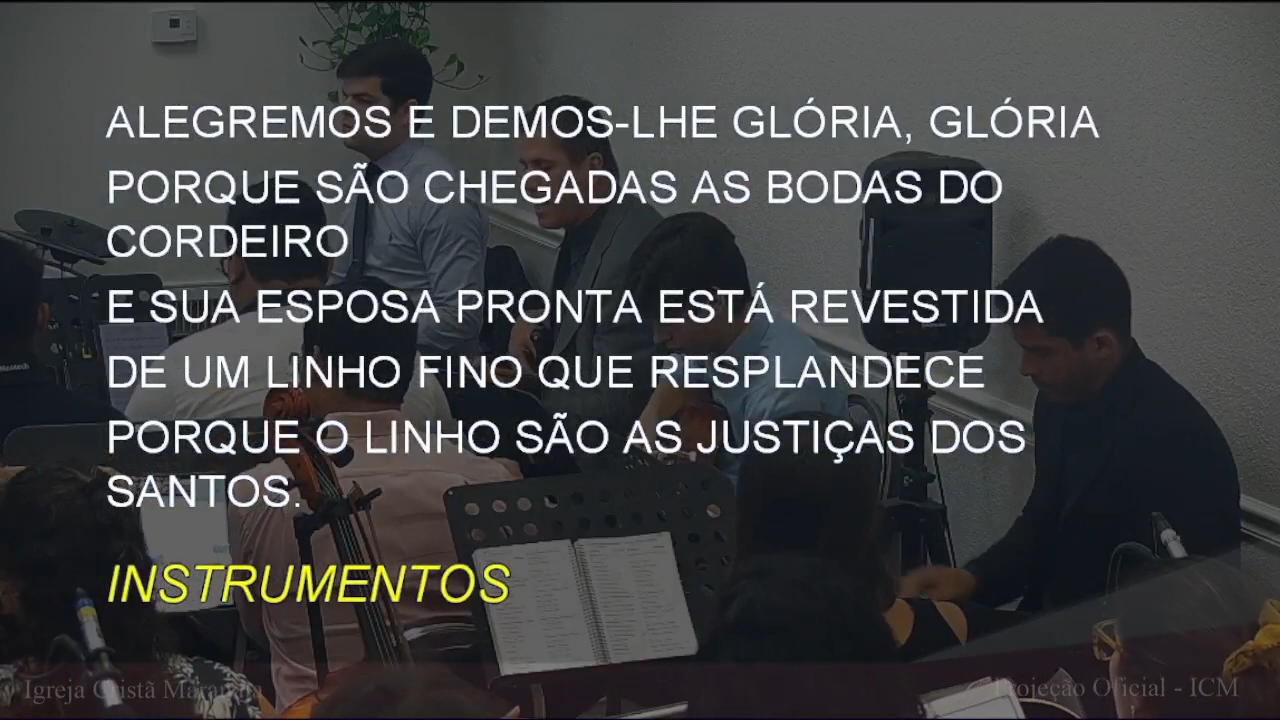 ALEGREMOS E DEMOS-LHE GLÓRIA, GLÓRIA
PORQUE SÃO CHEGADAS AS BODAS DO
CORDEIRO
E SUA ESPOSA PRONTA ESTÁ REVESTIDA
DE UM LINHO FINO QUE RESPLANDECE
PORQUE O LINHO SÃO AS JUSTIÇAS DOS
SANTOS.
INSTRUMENTOS
Igreja Cristã Maranata
Projeção Oficial - ICM